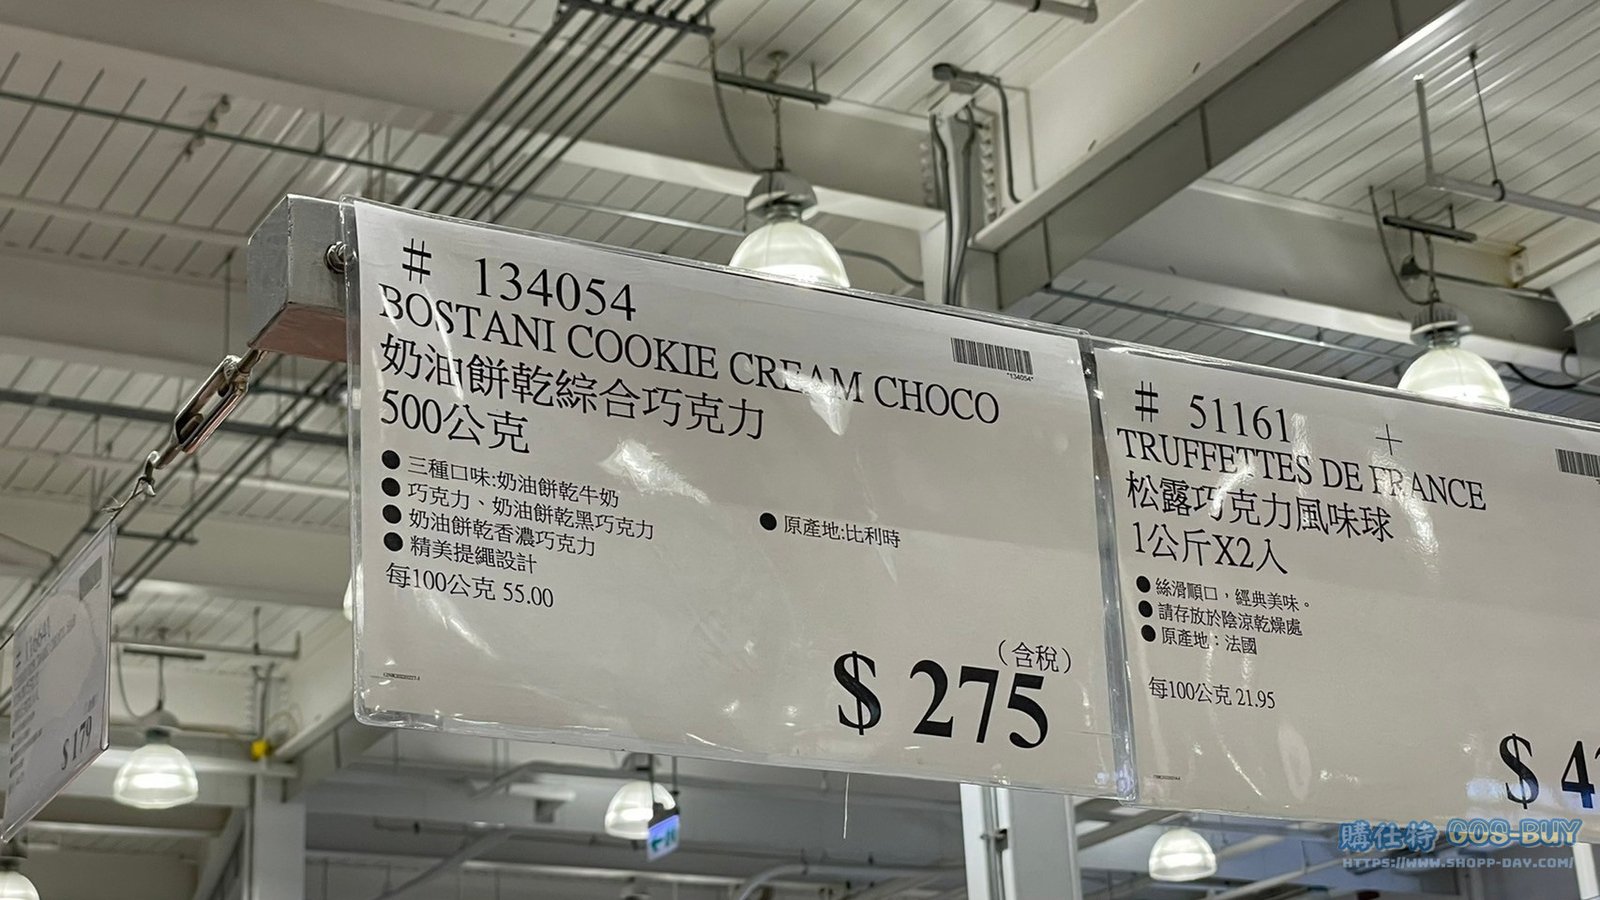 # 134054
BOSTANI COOKIE CREAM CHOCO
奶油餅乾綜合巧克力
500公克
*134054*
●三種口味:奶油餅乾牛奶
●巧克力、奶油餅乾黑巧克力
●奶油餅乾香濃巧克力
●精美提繩設計
●原產地:比利時
每100公克 55.00
(含稅)
$ 275
# 51161 +
TRUFFETTES DE FRANCE
松露巧克力風味球
1公斤X2入
●絲滑順口，經典美味。
●請存放於陰涼乾燥處
●原產地：法國
每100公克 21.95
$ 4
$ 179
購仕特 GOS-BUY
HTTPS://WWW.SHOPP-DAY.COM/